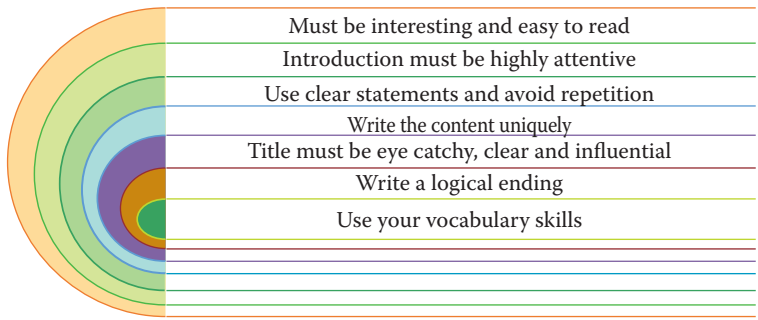 Must be interesting and easy to read
Introduction must be highly attentive
Use clear statements and avoid repetition
Write the content uniquely
Title must be eye catchy, clear and influential
Write a logical ending
Use your vocabulary skills